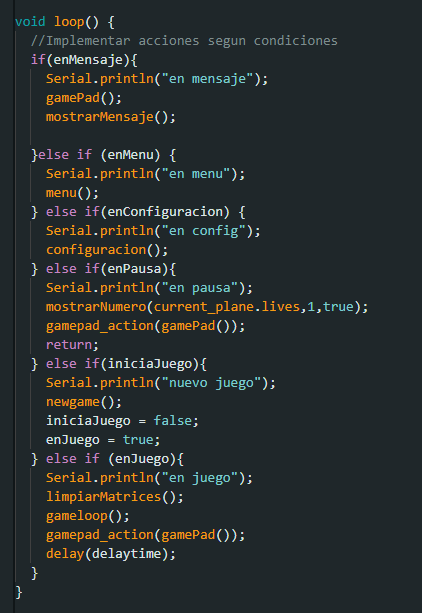 void loop() {
//Implementar acciones segun condiciones
if(enMensaje){
Serial.println("en mensaje");
gamePad();
mostrarMensaje();
}else if (enMenu) {
Serial.println("en menu");
menu();
} else if(enConfiguracion) {
Serial.println("en config");
configuracion();
} else if(enPausa){
Serial.println("en pausa");
mostrarNumero(current_plane.lives,1,true);
gamepad_action(gamePad());
return;
} else if(iniciaJuego){
Serial.println("nuevo juego");
newgame();
iniciaJuego = false;
enJuego = true;
} else if (enJuego){
Serial.println("en juego");
limpiarMatrices();
gameloop();
gamepad_action(gamePad());
delay(delaytime);
}
}